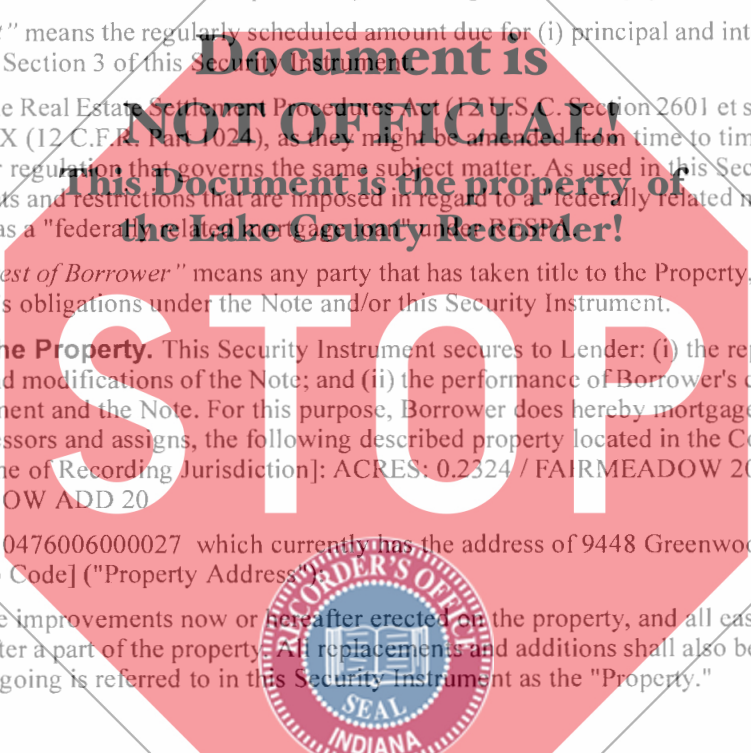 " means the regularly scheduled amount due for (i) principal and int
Document is
Section 3 of this Security Instrument.
e Real Estate Settlement Procedures Act (12 U.S.C. Section 2601 et s
NOT OFFICIAL!
X (12 C.F.R. Part 1024), as they might be amended from time to tim
regulation that governs the same subject matter. As used in this Sec
This Document is the property of
ts and restrictions that are imposed in regard to a "federally related m
as a "federally related mortgage loan" under RESPA.
the Lake County Recorder!
est of Borrower" means any party that has taken title to the Property,
s obligations under the Note and/or this Security Instrument.
STOP
he Property. This Security Instrument secures to Lender: (i) the rep
d modifications of the Note; and (ii) the performance of Borrower's c
nent and the Note. For this purpose, Borrower does hereby mortgage
ssors and assigns, the following described property located in the Co
ne of Recording Jurisdiction]: ACRES: 0.2324 / FAIRMEADOW 20
OW ADD 20
0476006000027 which currently has the address of 9448 Greenwoo
Code] ("Property Address"):
e improvements now or hereafter erected on the property, and all eas
ter a part of the property. All replacements and additions shall also be
going is referred to in this Security Instrument as the "Property."
RECORDER'S OFFICE
SEAL
INDIANA